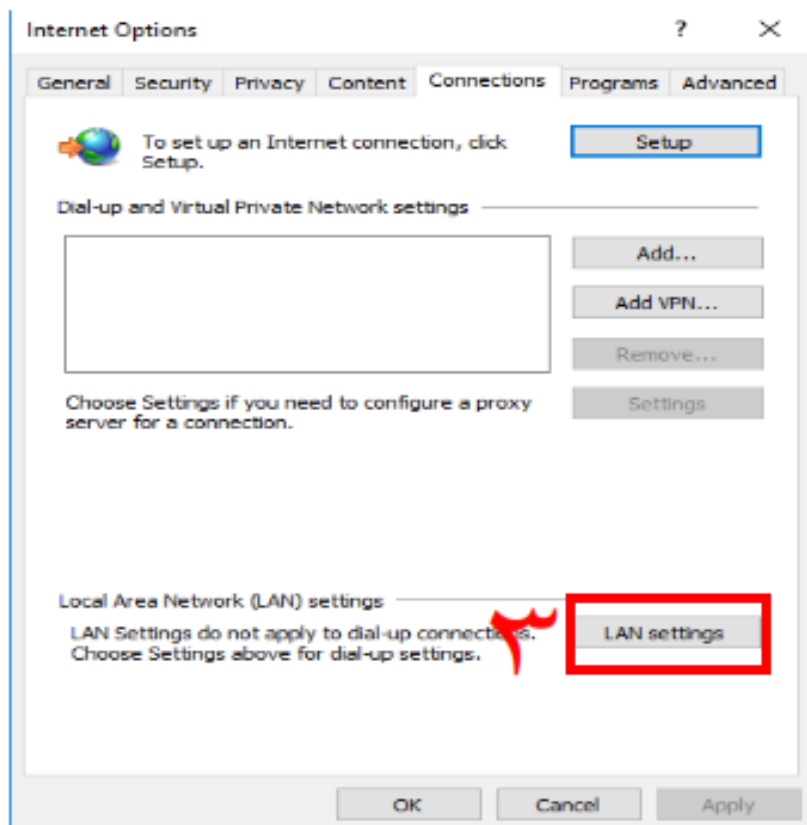 Internet Options ?
General Security Privacy Content Connections Programs Advanced
To set up an Internet connection, click
Setup.
Setup
Dial-up and Virtual Private Network settings
Add...
Add VPN...
Remove...
Choose Settings if you need to configure a proxy
server for a connection.
Settings
Local Area Network (LAN) settings
LAN Settings do not apply to dial-up connections.
Choose Settings above for dial-up settings.
۳
LAN settings
OK Cancel Apply